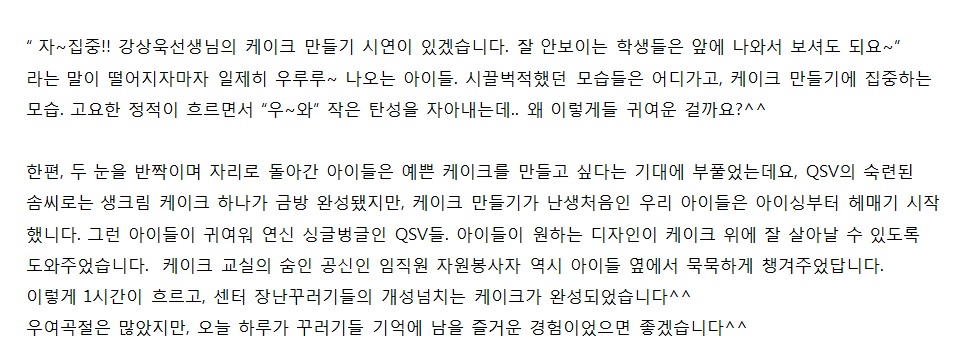 “ 자~집중!! 강상욱선생님의 케이크 만들기 시연이 있겠습니다. 잘 안보이는 학생들은 앞에 나와서 보셔도 되요~”
라는 말이 떨어지자마자 일제히 우루루~ 나오는 아이들. 시끌벅적했던 모습들은 어디가고, 케이크 만들기에 집중하는
모습. 고요한 정적이 흐르면서 “우~와” 작은 탄성을 자아내는데.. 왜 이렇게들 귀여운 걸까요?^^
한편, 두 눈을 반짝이며 자리로 돌아간 아이들은 예쁜 케이크를 만들고 싶다는 기대에 부풀었는데요, QSV의 숙련된
솜씨로는 생크림 케이크 하나가 금방 완성됐지만, 케이크 만들기가 난생처음인 우리 아이들은 아이싱부터 헤매기 시작
했니다. 그런 아이들이 귀여워 연신 싱글벙글인 QSV들. 아이들이 원하는 디자인이 케이크 위에 잘 살아날 수 있도록
도와주었습니다.  케이크 교실의 숨인 공신인 임직원 자원봉사자 역시 아이들 옆에서 묵묵하게 챙겨주었답니다.
이렇게 1시간이 흐르고, 센터 장난꾸러기들의 개성넘치는 케이크가 완성되었습니다^^
우여곡절은 많았지만, 오늘 하루가 꾸러기들 기억에 남을 즐거운 경험이었으면 좋겠습니다^^